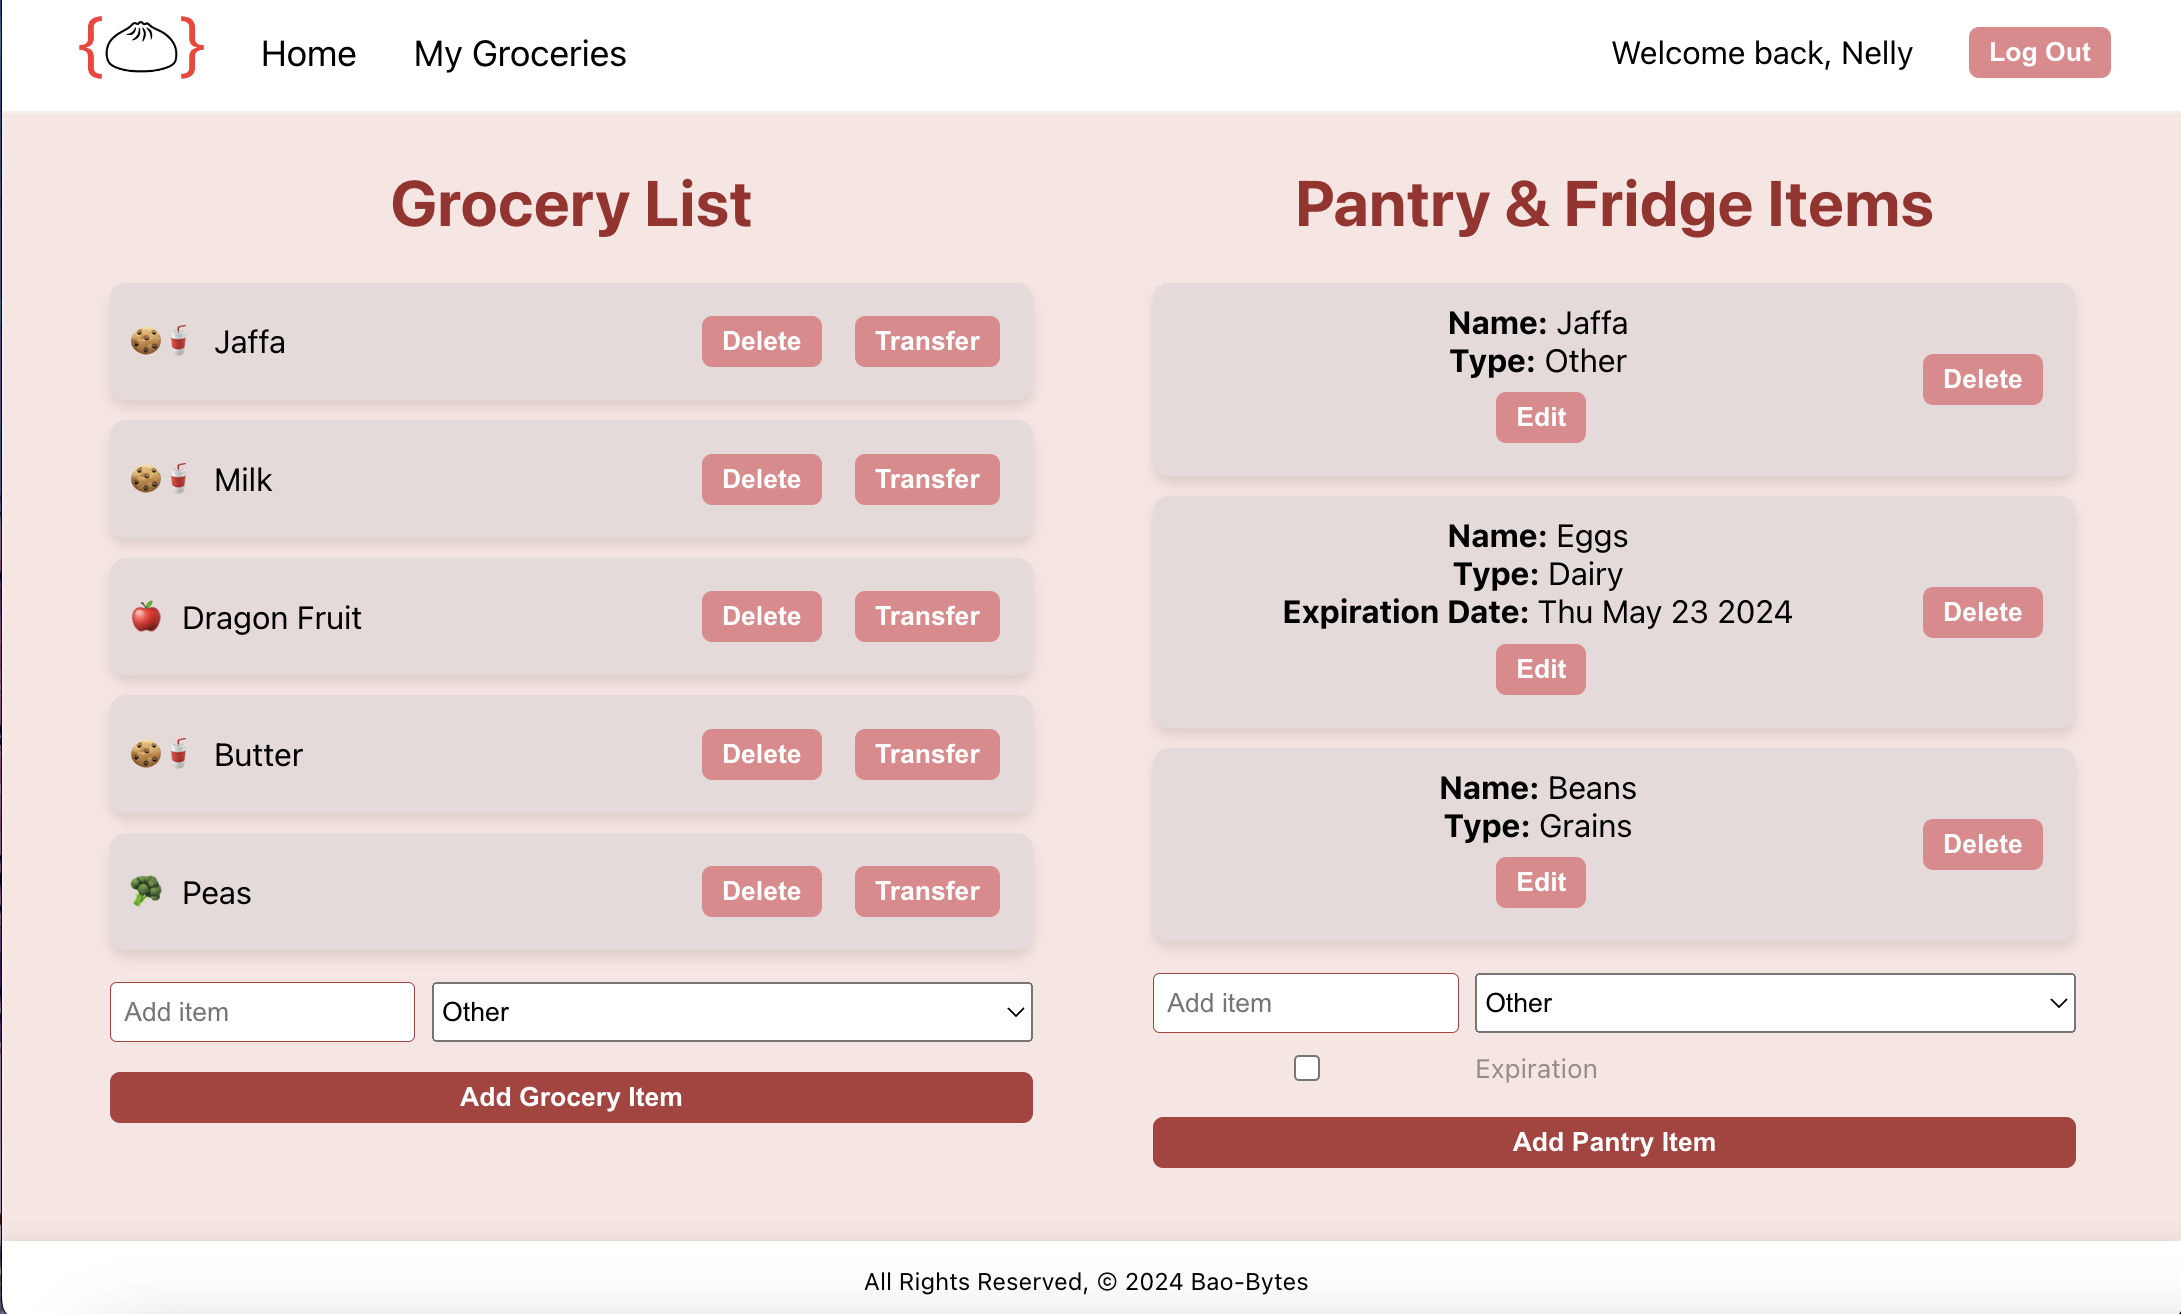 Home
My Groceries
Welcome back, Nelly
Log Out
Grocery List
Jaffa
Delete
Transfer
Milk
Delete
Transfer
Dragon Fruit
Delete
Transfer
Butter
Delete
Transfer
Peas
Delete
Transfer
Add item
Other
Add Grocery Item
Pantry & Fridge Items
Name: Jaffa
Type: Other
Edit
Delete
Name: Eggs
Type: Dairy
Expiration Date: Thu May 23 2024
Edit
Delete
Name: Beans
Type: Grains
Edit
Delete
Add item
Other
Expiration
Add Pantry Item
All Rights Reserved, © 2024 Bao-Bytes